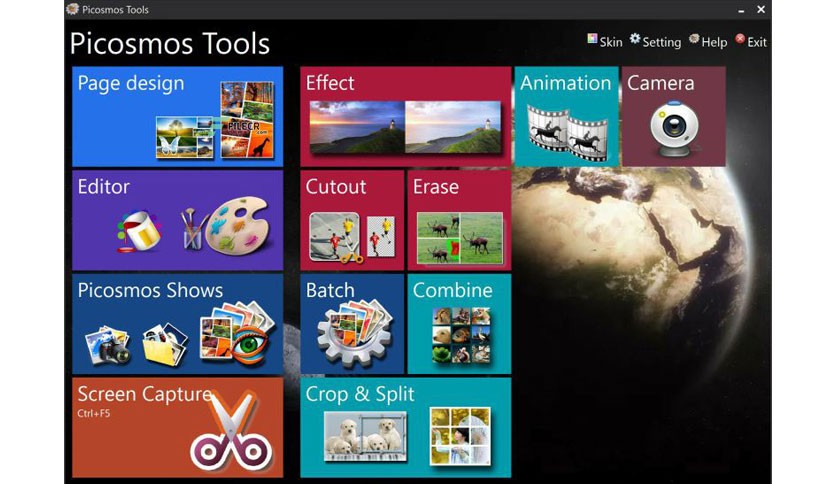 Picosmos Tools
Picosmos Tools
Skin Setting Help Exit
Page design
FILECR
.com
Effect
Animation
Camera
Editor
Cutout
Erase
Picosmos Shows
Batch
Combine
Screen Capture
Ctrl+F5
Crop & Split